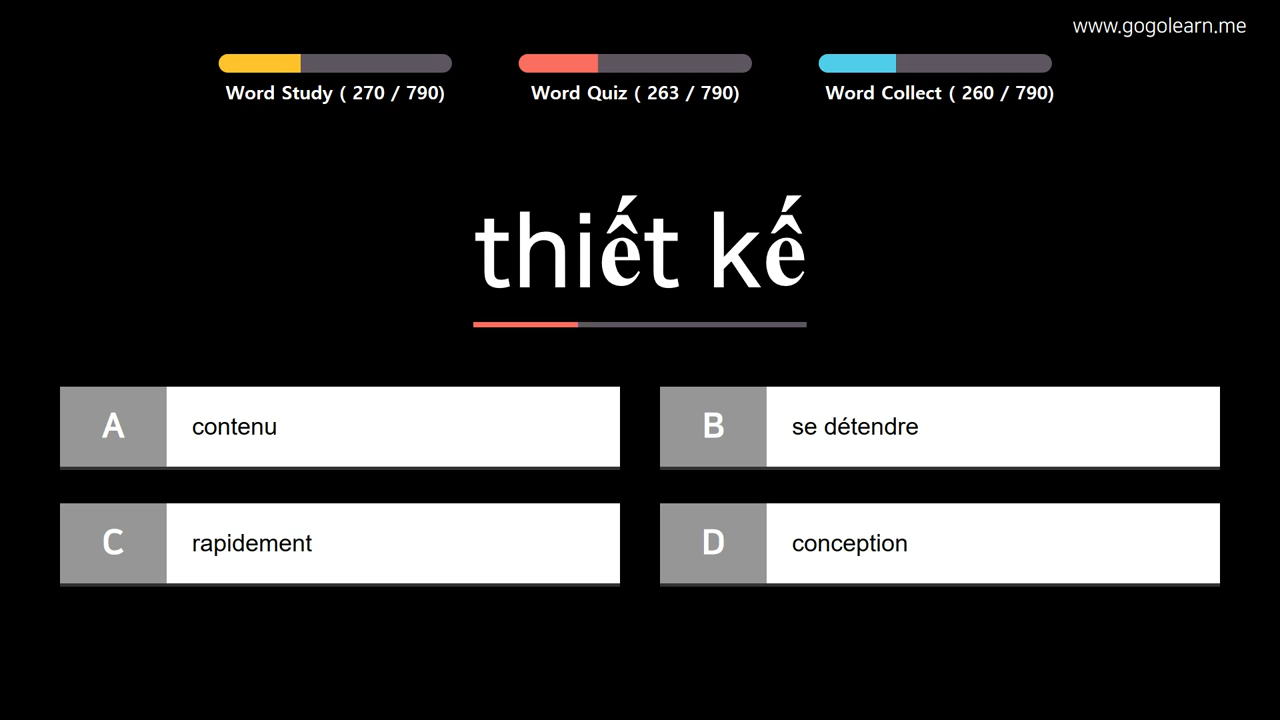 www.gogolearn.me
Word Study ( 270 / 790)
Word Quiz ( 263 / 790)
Word Collect ( 260 / 790)
thiết kế
A contenu
B se détendre
C rapidement
D conception